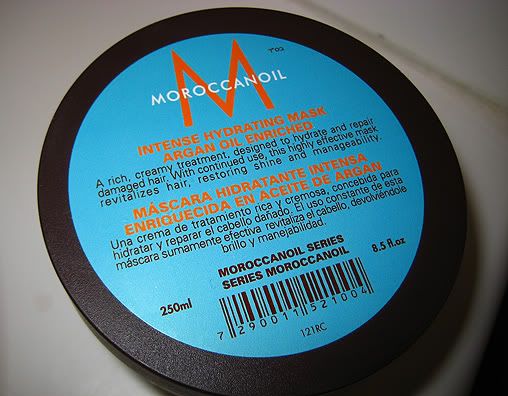 M
MOROCCANOIL
INTENSE HYDRATING MASK
ARGAN OIL ENRICHED
A rich, creamy treatment, designed to hydrate and repair
damaged hair. With continued use, this highly effective mask
revitalizes hair, restoring shine and manageability.
MÁSCARA HIDRATANTE INTENSA
ENRIQUECIDA EN ACEITE DE ARGAN
Una crema de tratamiento rica y cremosa, concebida para
hidratar y reparar el cabello dañado. El uso constante de esta
máscara sumamente efectiva revitaliza el cabello, devolviéndole
brillo y manejabilidad.
MOROCCANOIL SERIES
SERIES MOROCCANOIL
250ml
8.5 fl.oz
7 290011 521004
121RC